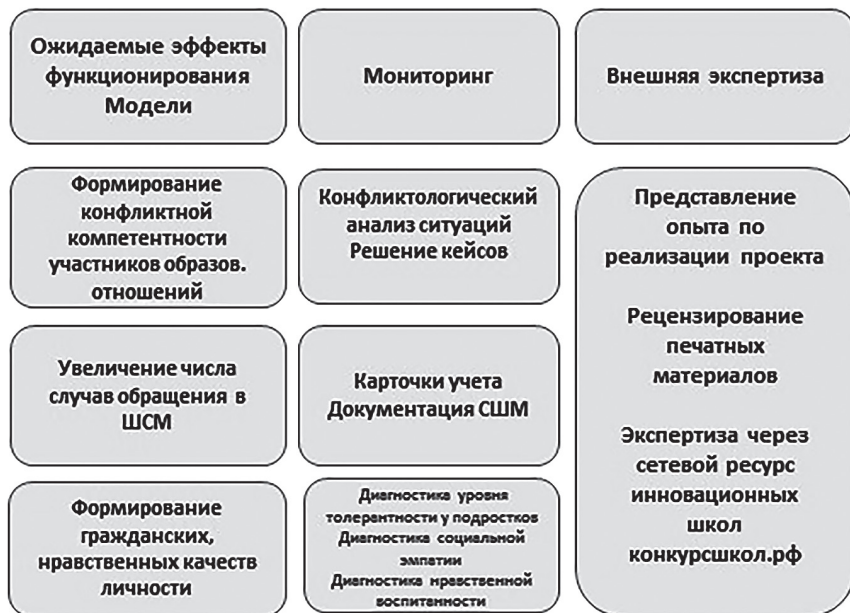 Ожидаемые эффекты
функционирования
Модели
Мониторинг
Внешняя экспертиза
Формирование
конфликтной
компетентности
участников образов.
отношений
Конфликтологический
анализ ситуаций
Решение кейсов
Представление
опыта по
реализации проекта
Рецензирование
печатных
материалов
Экспертиза через
сетевой ресурс
инновационных
школ
конкурсшкол.рф
Увеличение числа
случав обращения в
ШСМ
Карточки учета
Документация СШМ
Формирование
гражданских,
нравственных качеств
личности
Диагностика уровня
толерантности у подростков
Диагностика социальной
эмпатии
Диагностика нравственной
воспитанности